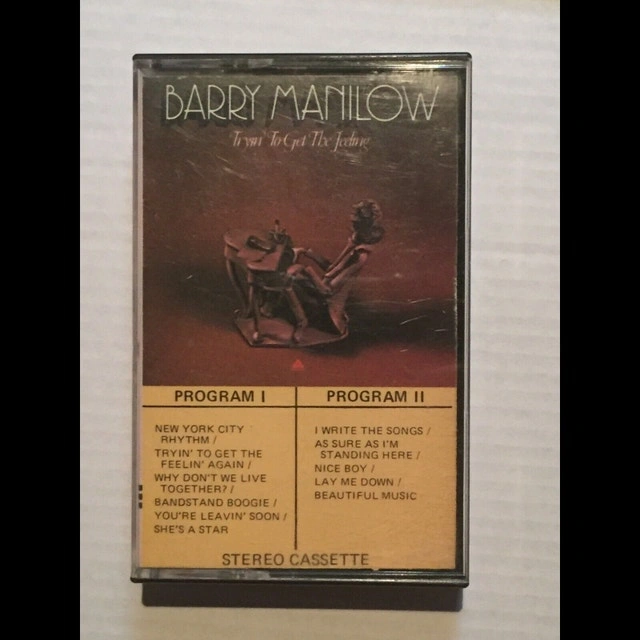 BARRY MANILOW
Tryin' To Get The Feeling
PROGRAM I
NEW YORK CITY
RHYTHM /
TRYIN' TO GET THE
FEELIN' AGAIN /
WHY DON'T WE LIVE
TOGETHER? /
BANDSTAND BOOGIE /
YOU'RE LEAVIN' SOON /
SHE'S A STAR
PROGRAM II
I WRITE THE SONGS /
AS SURE AS I'M
STANDING HERE /
NICE BOY /
LAY ME DOWN /
BEAUTIFUL MUSIC
STEREO CASSETTE